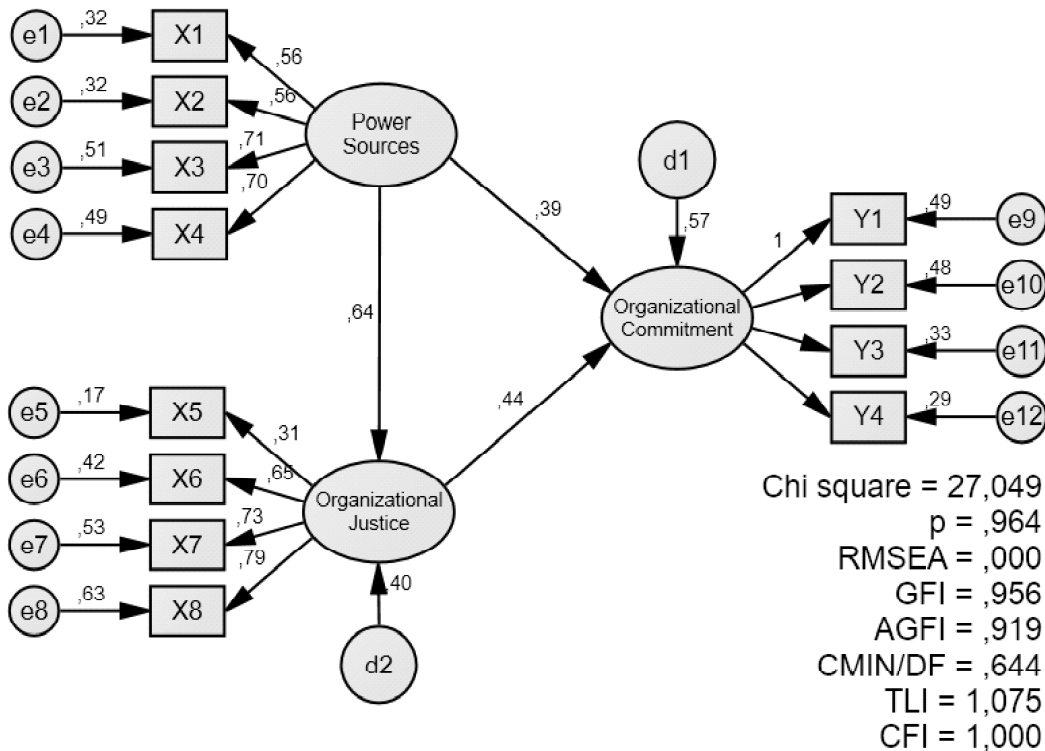 e1
,32
X1
,56
e2
,32
X2
,56
e3
,51
X3
,71
e4
,49
X4
,70
Power
Sources
,39
,64
d1
,57
Organizational
Commitment
1
Y1
,49
e9
Y2
,48
e10
Y3
,33
e11
Y4
,29
e12
,44
e5
,17
X5
,31
e6
,42
X6
,65
e7
,53
X7
,73
e8
,63
X8
,79
Organizational
Justice
,40
d2
Chi square = 27,049
p = ,964
RMSEA = ,000
GFI = ,956
AGFI = ,919
CMIN/DF = ,644
TLI = 1,075
CFI = 1,000